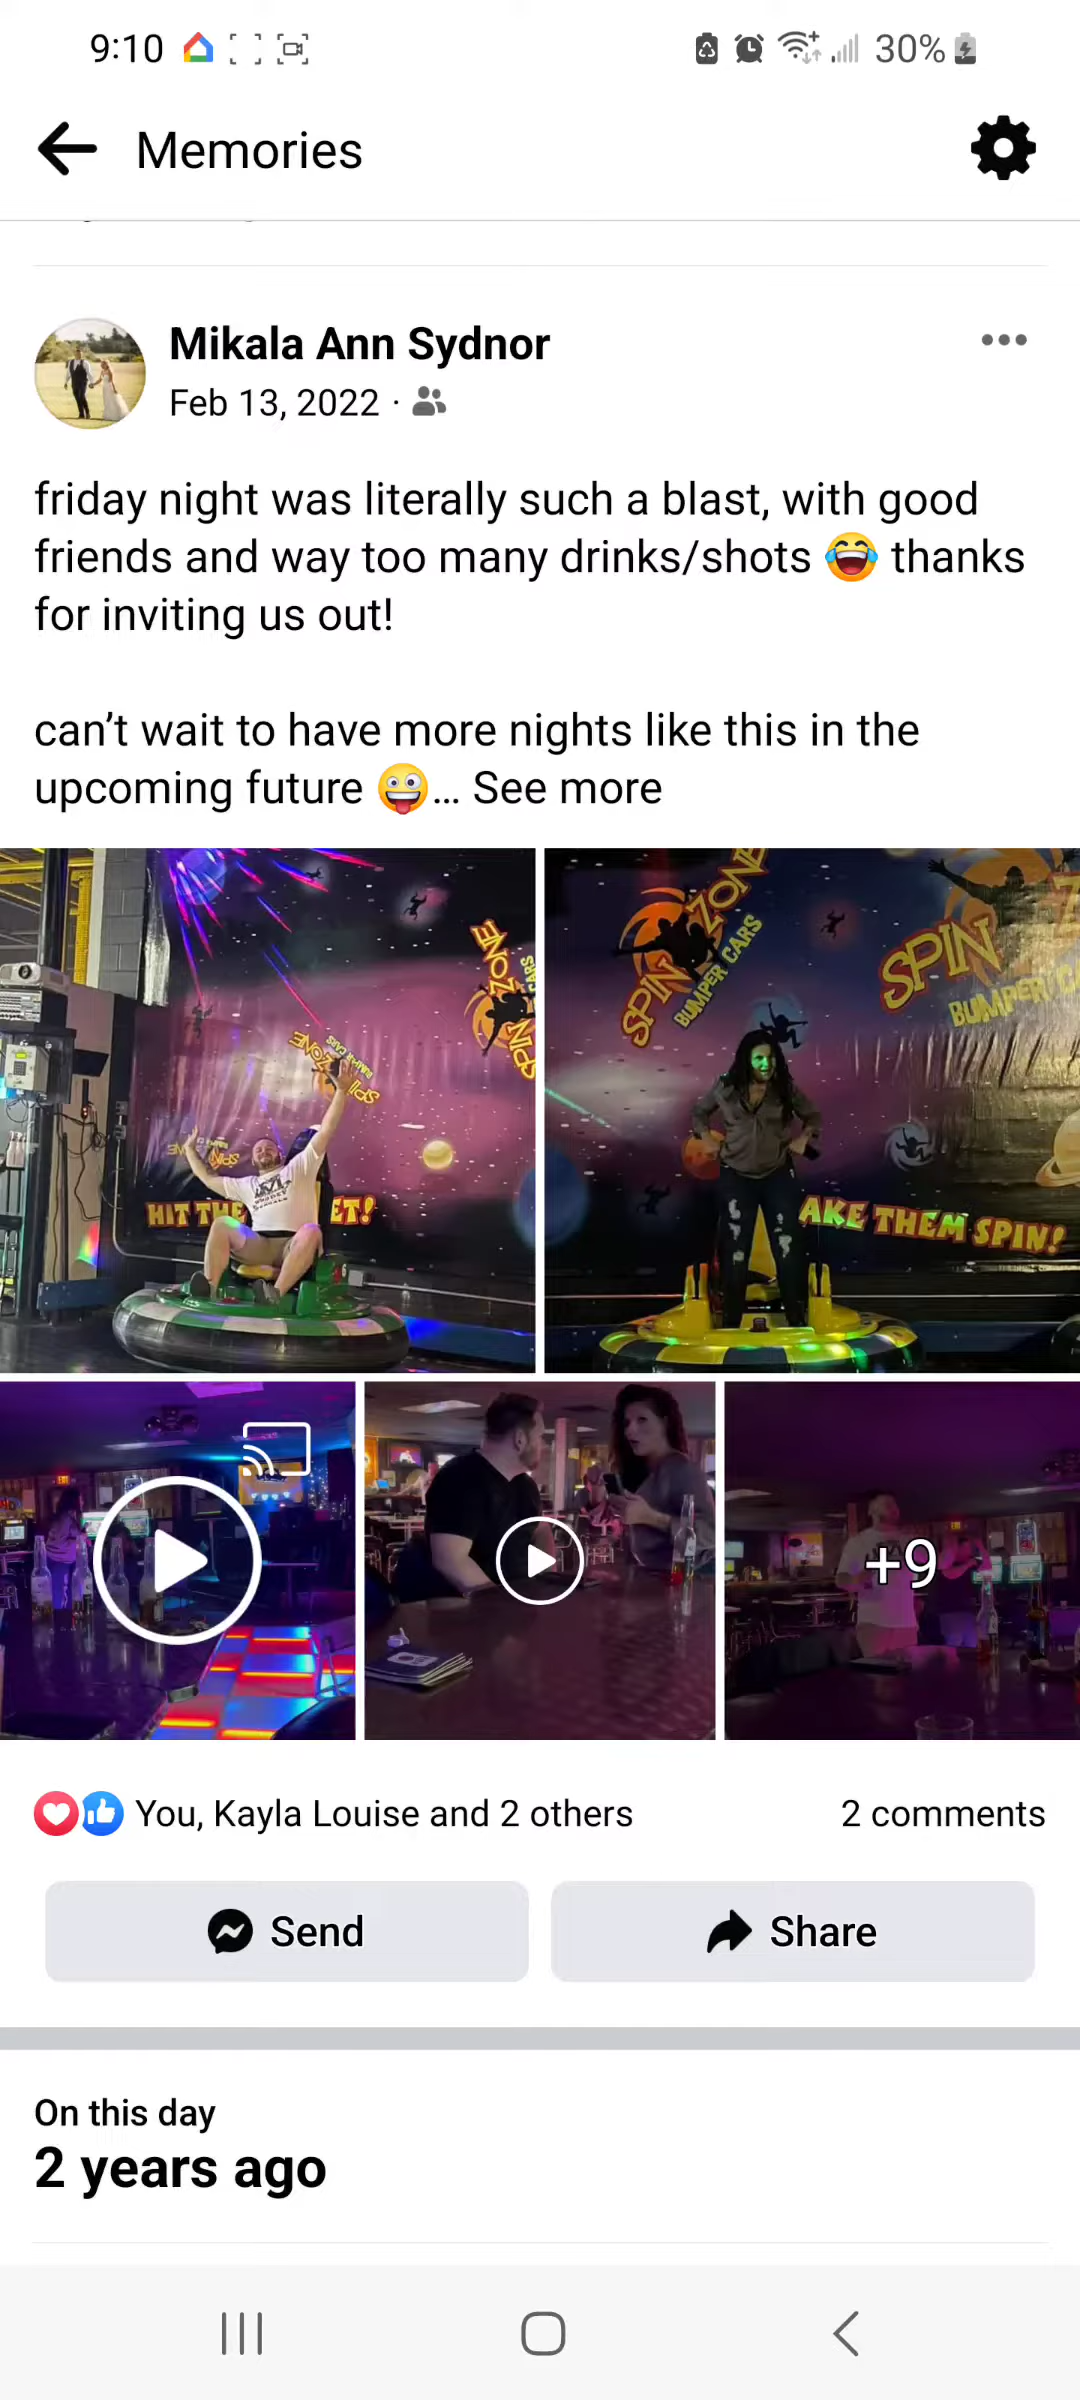 9:10
30%
Memories
Mikala Ann Sydnor
Feb 13, 2022 ·
friday night was literally such a blast, with good
friends and way too many drinks/shots 😂 thanks
for inviting us out!
can't wait to have more nights like this in the
upcoming future 🤪... See more
SPIN ZONE
CARS
SPIN ZONE
BUMPER CARS
HIT THE
ET!
SPIN ZONE
BUMPER CARS
SPIN
BUMPER C
AKE THEM SPIN!
+9
You, Kayla Louise and 2 others
2 comments
Send
Share
On this day
2 years ago